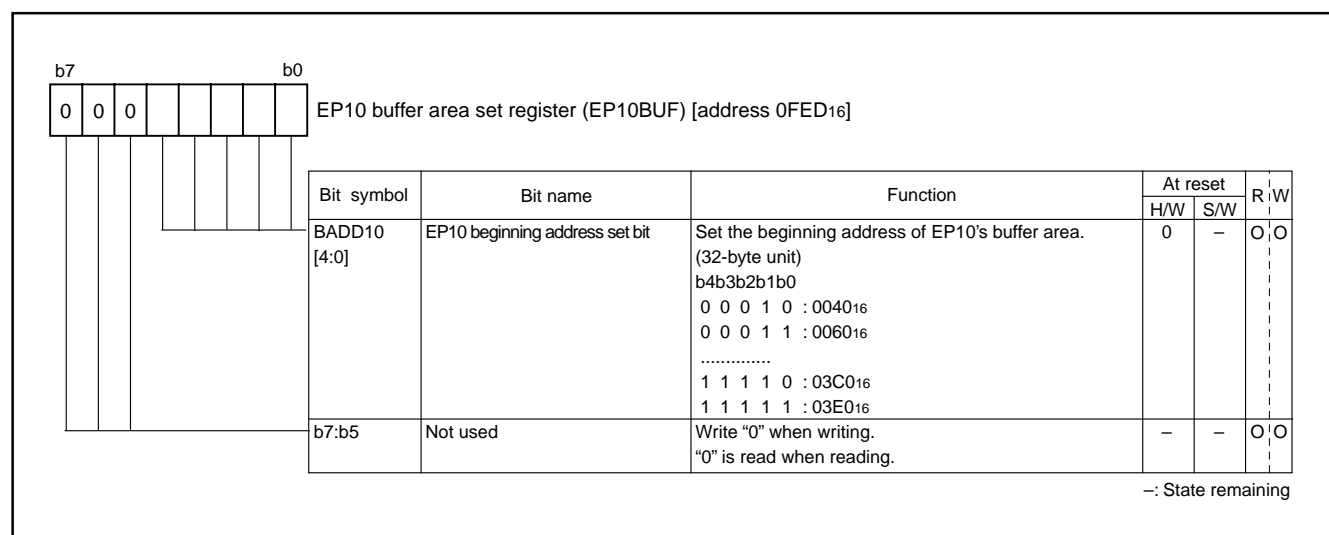 b7 b0
0 0 0 EP10 buffer area set register (EP10BUF) [address 0FED16]
Bit symbol Bit name Function At reset R W
H/W S/W
BADD10 EP10 beginning address set bit Set the beginning address of EP10's buffer area. 0 – O O
[4:0] (32-byte unit)
b4b3b2b1b0
0 0 0 1 0 : 004016
0 0 0 1 1 : 006016
..............
1 1 1 1 0 : 03C016
1 1 1 1 1 : 03E016
b7:b5 Not used Write “0” when writing. – – O O
“0” is read when reading.
–: State remaining